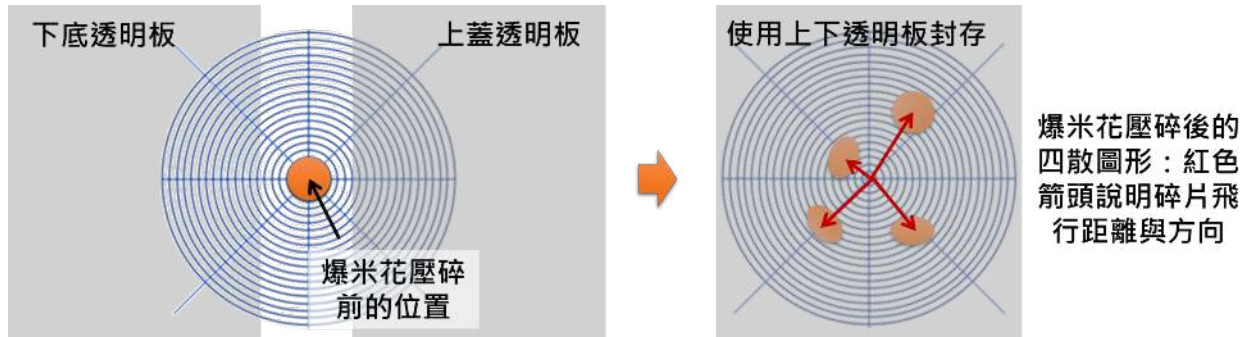 下底透明板
上蓋透明板
爆米花壓碎
前的位置
使用上下透明板封存
爆米花壓碎後的
四散圖形：紅色
箭頭說明碎片飛
行距離與方向